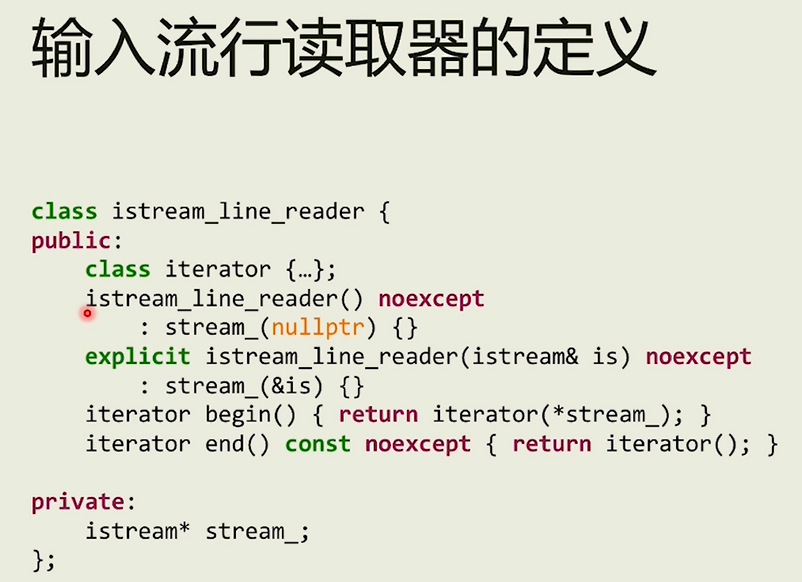 输入流行读取器的定义
class istream_line_reader {
public:
    class iterator {…};
    istream_line_reader() noexcept
        : stream_(nullptr) {}
    explicit istream_line_reader(istream& is) noexcept
        : stream_(&is) {}
    iterator begin() { return iterator(*stream_); }
    iterator end() const noexcept { return iterator(); }
private:
    istream* stream_;
};